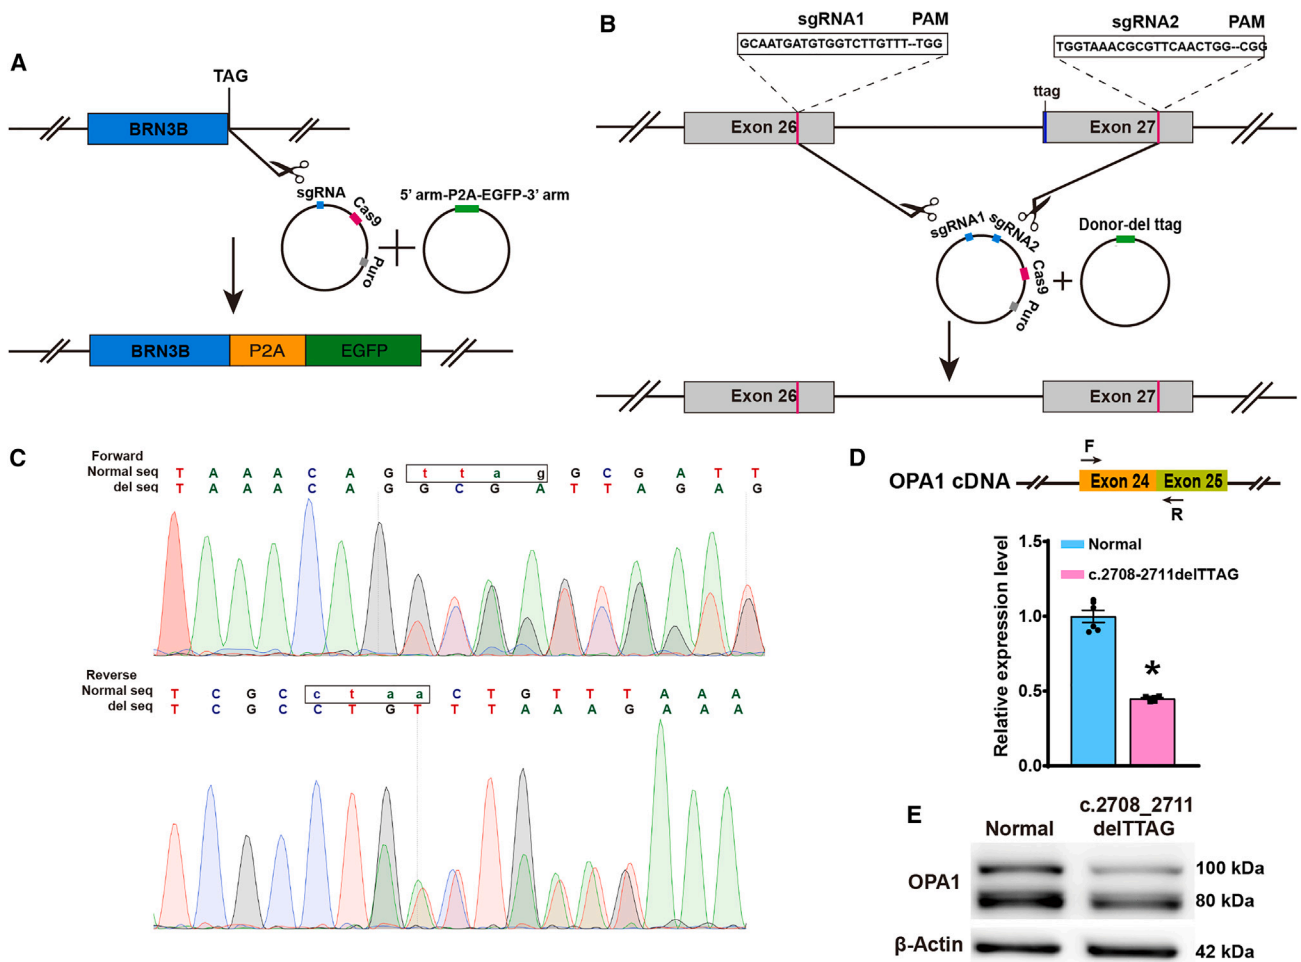 A
TAG
BRN3B
sgRNA
Cas9
Puro
5' arm-P2A-EGFP-3' arm
BRN3B P2A EGFP
B
sgRNA1 PAM
GCAATGATGTGGTCTTGTTT--TGG
sgRNA2 PAM
TGGTAAACGCGTTCAACTGG--CGG
ttag
Exon 26
Exon 27
sgRNA1
sgRNA2
Cas9
Puro
Donor-del ttag
Exon 26
Exon 27
C
Forward
Normal seq T A A A C A G t t a g G C G A T T
del seq T A A A C A G G C G A T T A G A G
Reverse
Normal seq T C G C c t a a C T G T T T A A A
del seq T C G C C T G T T T A A A G A A A
D
F
OPA1 cDNA
Exon 24 Exon 25
R
Relative expression level
1.5
1.0
0.5
0.0
Normal
c.2708-2711delTTAG
*
E
Normal
c.2708_2711
delTTAG
OPA1
100 kDa
80 kDa
β-Actin
42 kDa